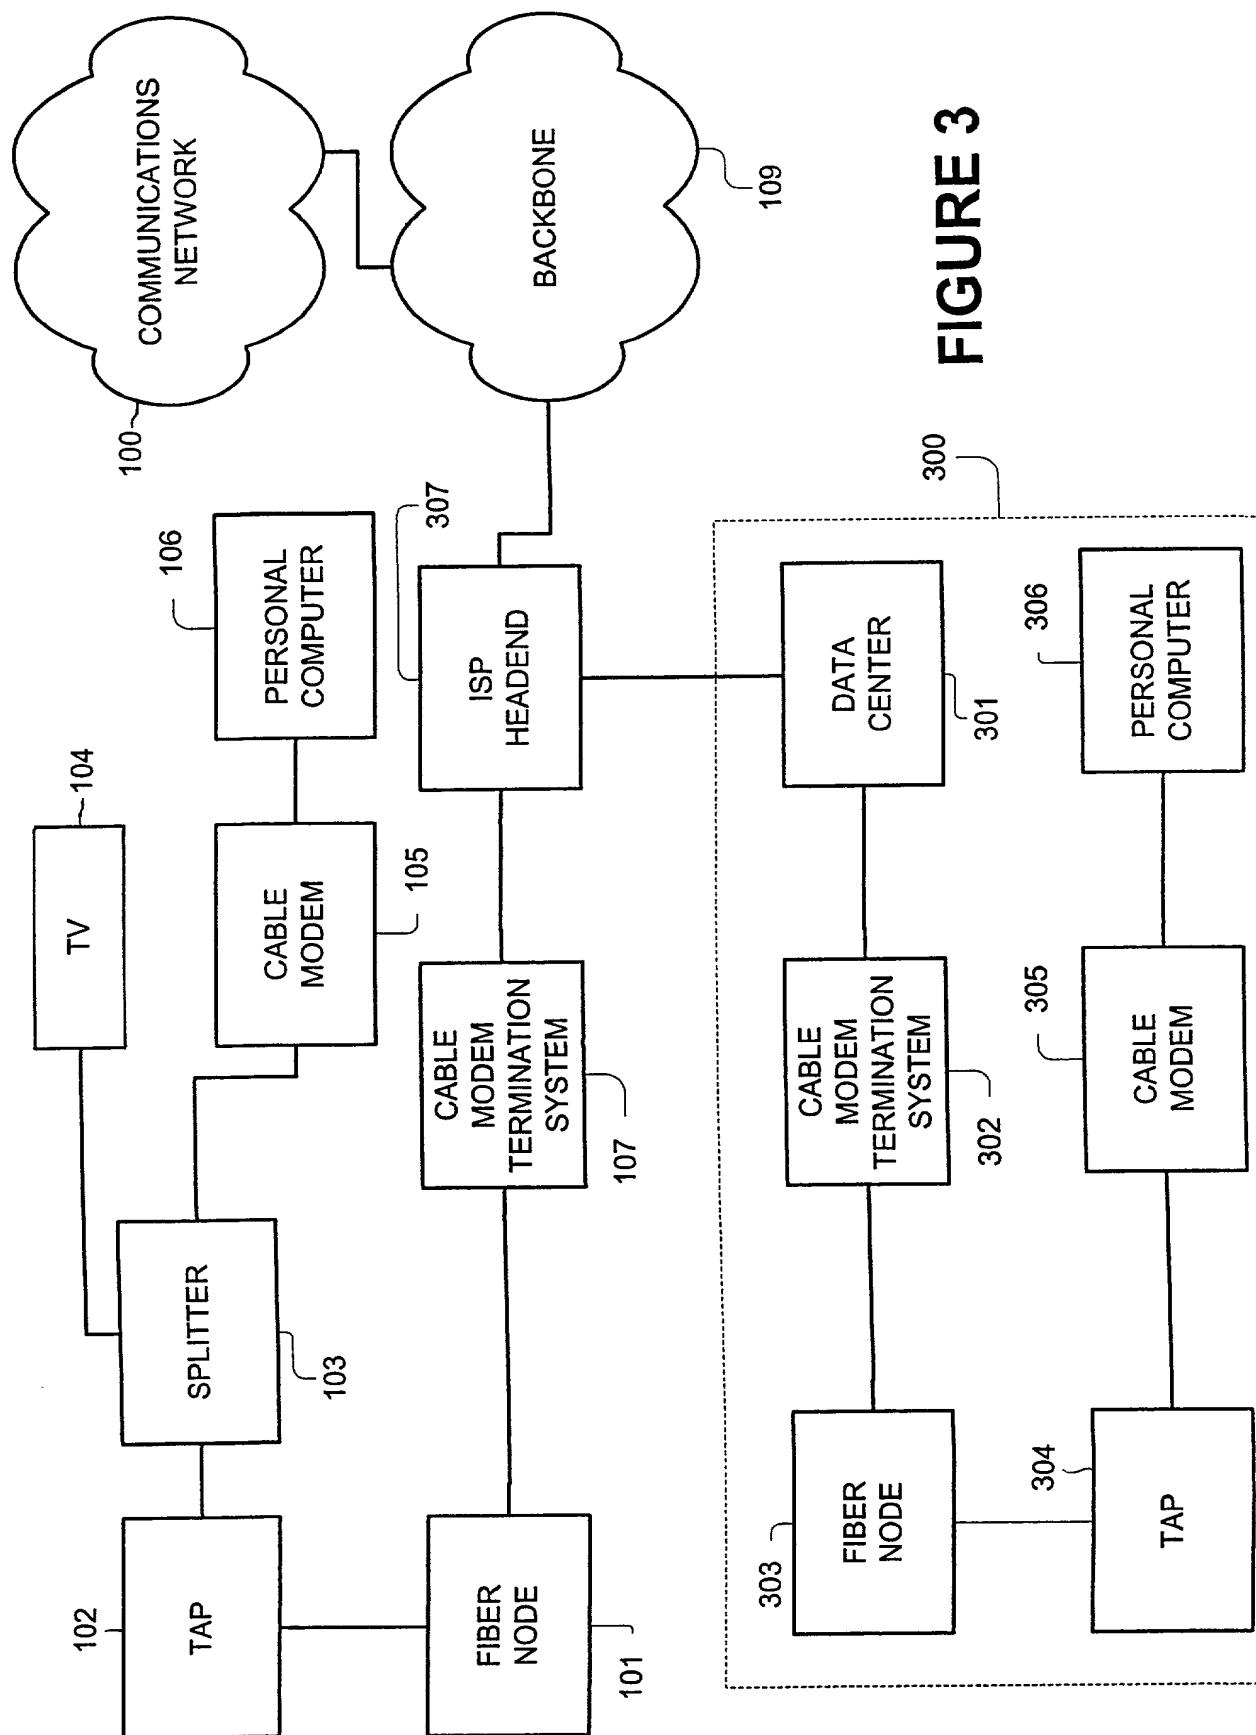 COMMUNICATIONS
NETWORK
100
BACKBONE
109
TV
104
PERSONAL
COMPUTER
106
CABLE
MODEM
105
SPLITTER
103
TAP
102
FIBER
NODE
101
CABLE
MODEM
TERMINATION
SYSTEM
107
ISP
HEADEND
307
300
DATA
CENTER
301
CABLE
MODEM
TERMINATION
SYSTEM
302
FIBER
NODE
303
TAP
304
CABLE
MODEM
305
PERSONAL
COMPUTER
306
FIGURE 3